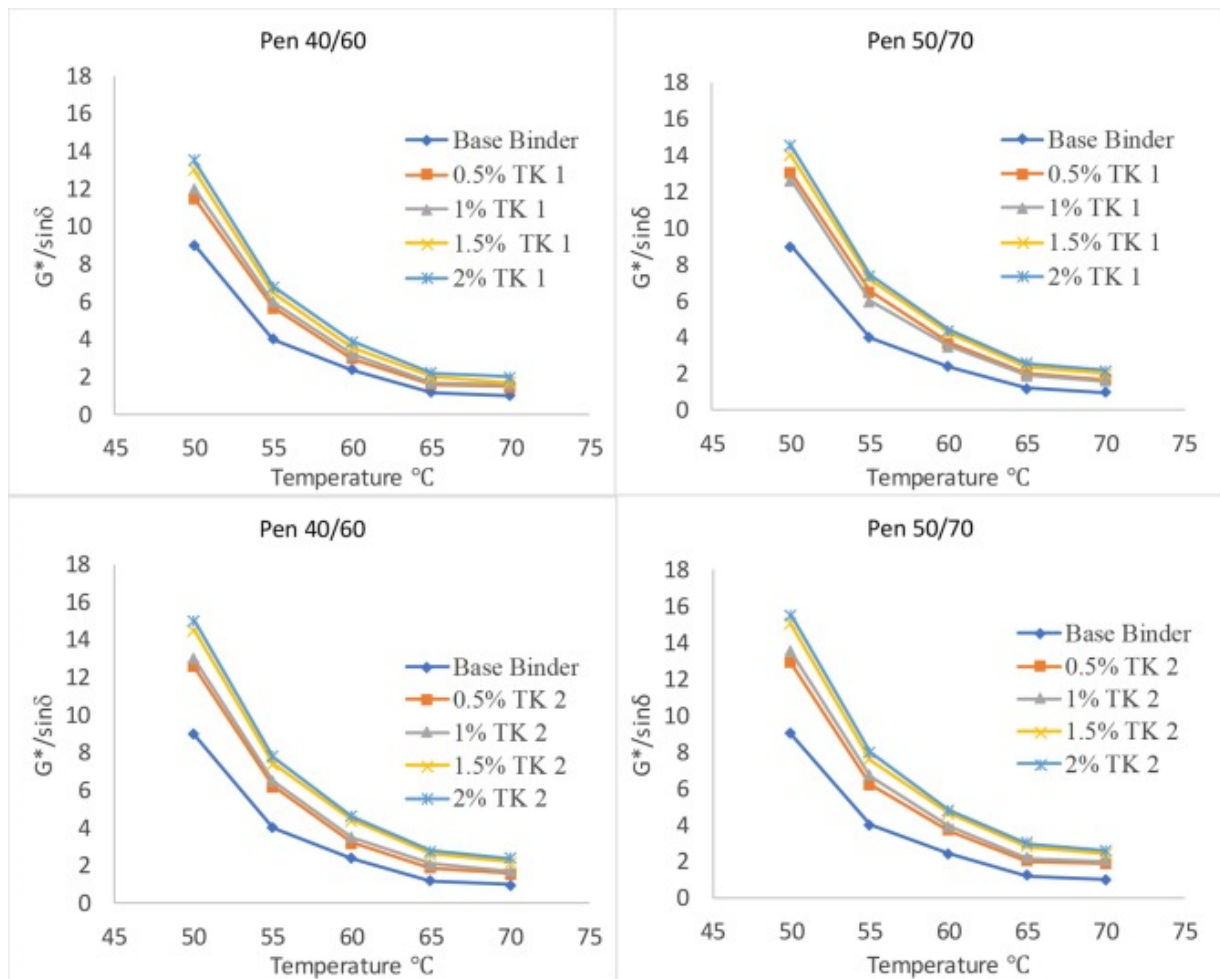 Pen 40/60
18
16
14
12
10
8
6
4
2
0
G*/sinδ
Base Binder
0.5% TK 1
1% TK 1
1.5% TK 1
2% TK 1
45 50 55 60 65 70 75
Temperature °C
Pen 50/70
18
16
14
12
10
8
6
4
2
0
G*/sinδ
Base Binder
0.5% TK 1
1% TK 1
1.5% TK 1
2% TK 1
45 50 55 60 65 70 75
Temperature °C
Pen 40/60
18
16
14
12
10
8
6
4
2
0
G*/sinδ
Base Binder
0.5% TK 2
1% TK 2
1.5% TK 2
2% TK 2
45 50 55 60 65 70 75
Temperature °C
Pen 50/70
18
16
14
12
10
8
6
4
2
0
G*/sinδ
Base Binder
0.5% TK 2
1% TK 2
1.5% TK 2
2% TK 2
45 50 55 60 65 70 75
Temperature °C